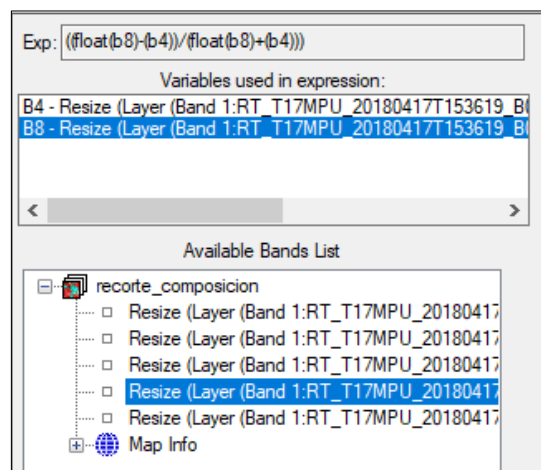 Exp: ((float(b8)-(b4))/(float(b8)+(b4)))
Variables used in expression:
B4 - Resize (Layer (Band 1:RT_T17MPU_20180417T153619_B
B8 - Resize (Layer (Band 1:RT_T17MPU_20180417T153619_B
Available Bands List
recorte_composicion
Resize (Layer (Band 1:RT_T17MPU_20180417
Resize (Layer (Band 1:RT_T17MPU_20180417
Resize (Layer (Band 1:RT_T17MPU_20180417
Resize (Layer (Band 1:RT_T17MPU_20180417
Resize (Layer (Band 1:RT_T17MPU_20180417
Map Info